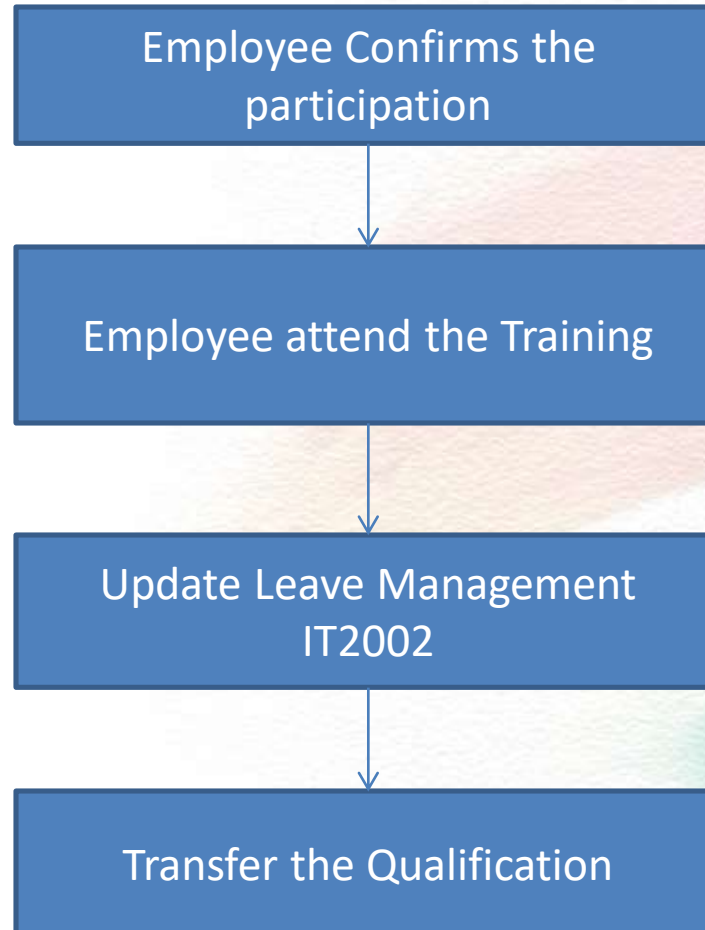 Employee Confirms the
participation
Employee attend the Training
Update Leave Management
IT2002
Transfer the Qualification